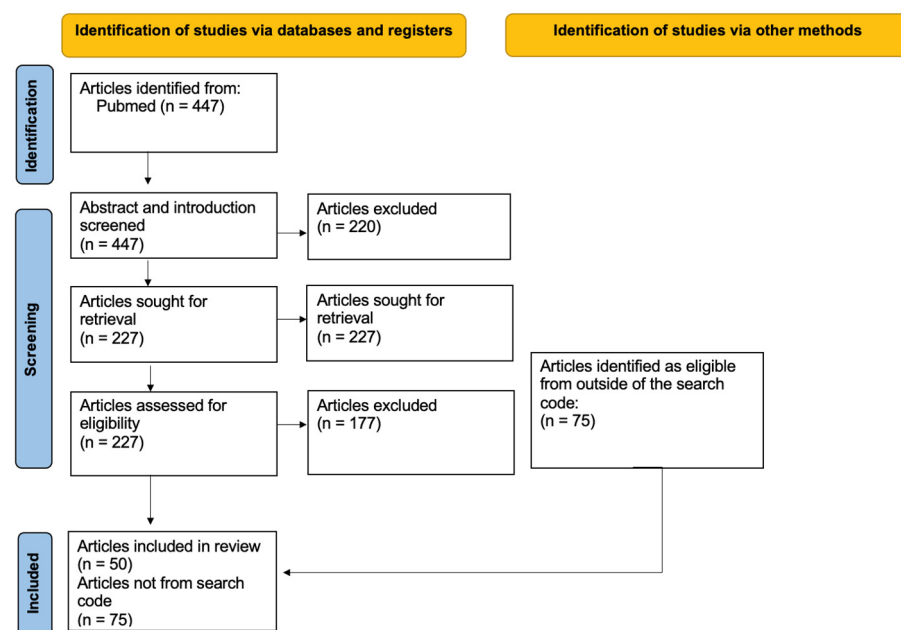 Identification of studies via databases and registers
Identification of studies via other methods
Identification
Articles identified from:
Pubmed (n = 447)
Screening
Abstract and introduction
screened
(n = 447)
Articles excluded
(n = 220)
Articles sought for
retrieval
(n = 227)
Articles sought for
retrieval
(n = 227)
Articles assessed for
eligibility
(n = 227)
Articles excluded
(n = 177)
Articles identified as eligible
from outside of the search
code:
(n = 75)
Included
Articles included in review
(n = 50)
Articles not from search
code
(n = 75)